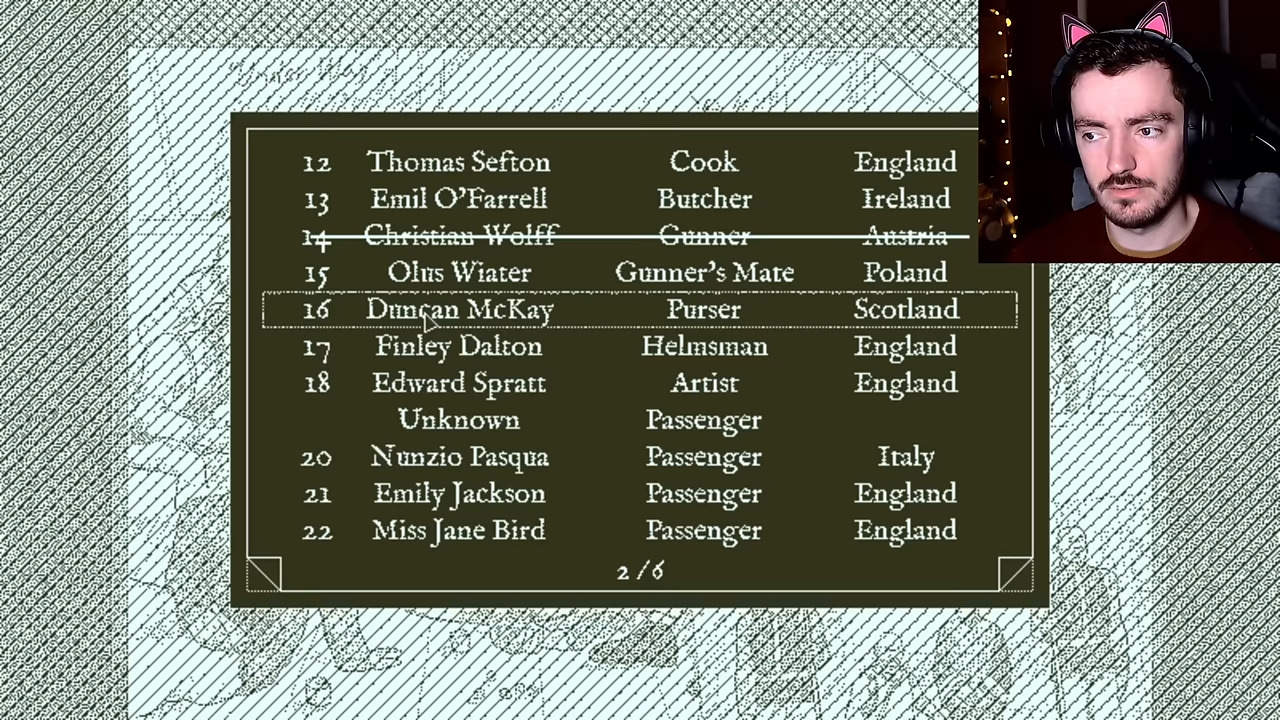 12 Thomas Sefton Cook England
13 Emil O'Farrell Butcher Ireland
14 Christian Wolff Gunner Austria
15 Olus Wiater Gunner's Mate Poland
16 Duncan McKay Purser Scotland
17 Finley Dalton Helmsman England
18 Edward Spratt Artist England
Unknown Passenger
20 Nunzio Pasqua Passenger Italy
21 Emily Jackson Passenger England
22 Miss Jane Bird Passenger England
2/6